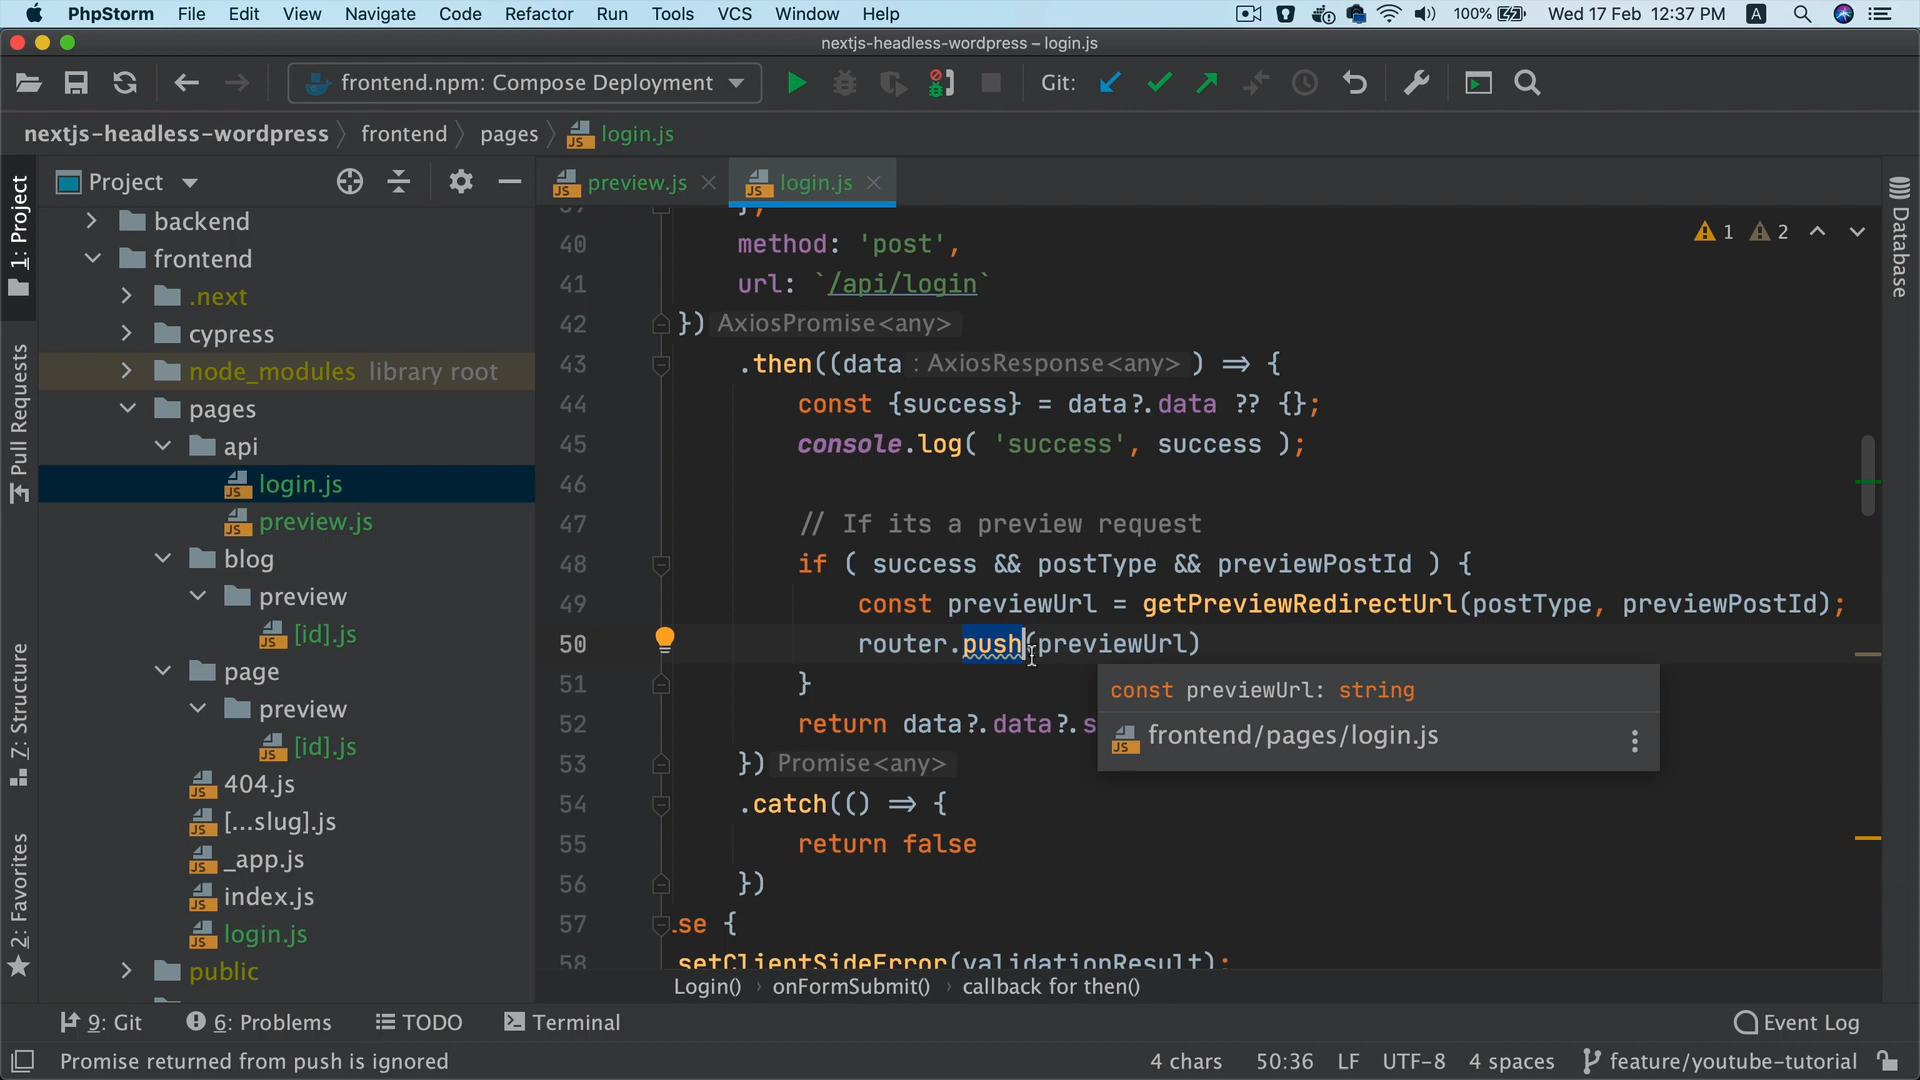 PhpStorm File Edit View Navigate Code Refactor Run Tools VCS Window Help 100% Wed 17 Feb 12:37 PM A
nextjs-headless-wordpress – login.js
frontend.npm: Compose Deployment Git:
nextjs-headless-wordpress frontend pages login.js
Project
preview.js login.js
1: Project
Pull Requests
Z: Structure
2: Favorites
backend
frontend
.next
cypress
node_modules library root
pages
api
login.js
preview.js
blog
preview
[id].js
page
preview
[id].js
404.js
[...slug].js
_app.js
index.js
login.js
public
1 2
Database
39 },
40 method: 'post',
41 url: `/api/login`
42 }) AxiosPromise<any>
43 .then((data : AxiosResponse<any> ) => {
44 const {success} = data?.data ?? {};
45 console.log( 'success', success );
46
47 // If its a preview request
48 if ( success && postType && previewPostId ) {
49 const previewUrl = getPreviewRedirectUrl(postType, previewPostId);
50 router.push(previewUrl)
51 }
52 return data?.data?.s
53 }) Promise<any>
54 .catch(() => {
55 return false
56 })
57 .se {
58 setClientSideError(validationResult);
const previewUrl: string
frontend/pages/login.js
Login() › onFormSubmit() › callback for then()
9: Git 6: Problems TODO Terminal Event Log
Promise returned from push is ignored 4 chars 50:36 LF UTF-8 4 spaces feature/youtube-tutorial